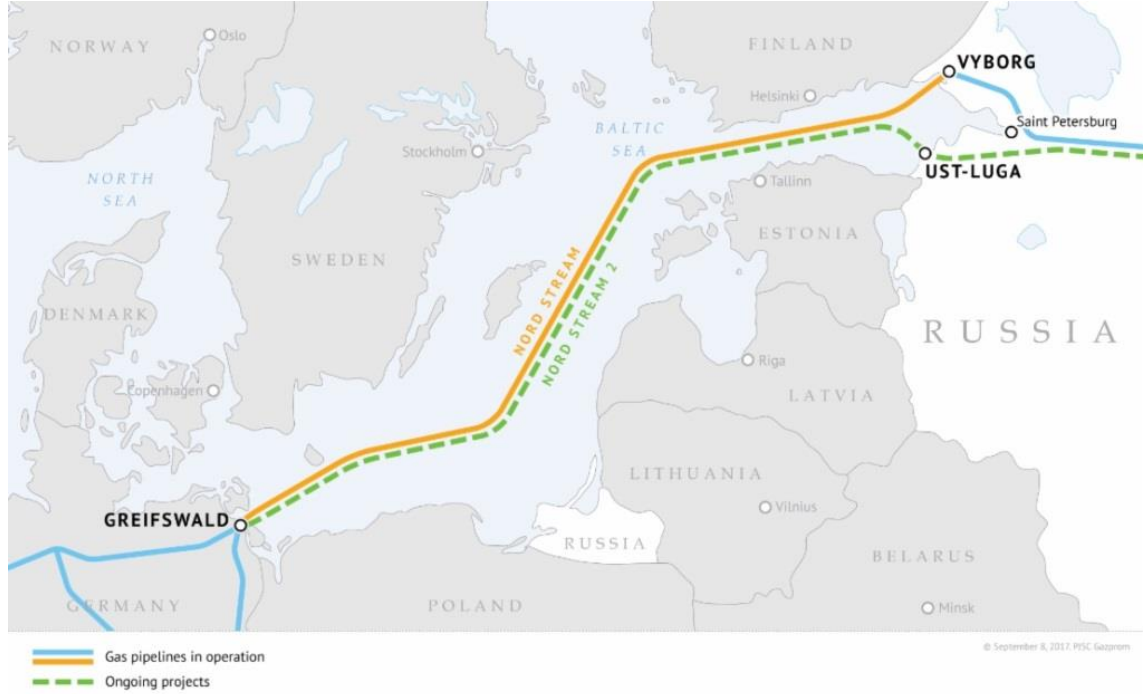 NORWAY
Oslo
FINLAND
VYBORG
Helsinki
Saint Petersburg
BALTIC
SEA
Stockholm
UST-LUGA
NORTH
SEA
Tallinn
ESTONIA
SWEDEN
NORD STREAM
NORD STREAM 2
DENMARK
RUSSIA
Riga
Copenhagen
LATVIA
LITHUANIA
Vilnius
GREIFSWALD
RUSSIA
BELARUS
GERMANY
POLAND
Minsk
Gas pipelines in operation
Ongoing projects
© September 8, 2017. PJSC Gazprom